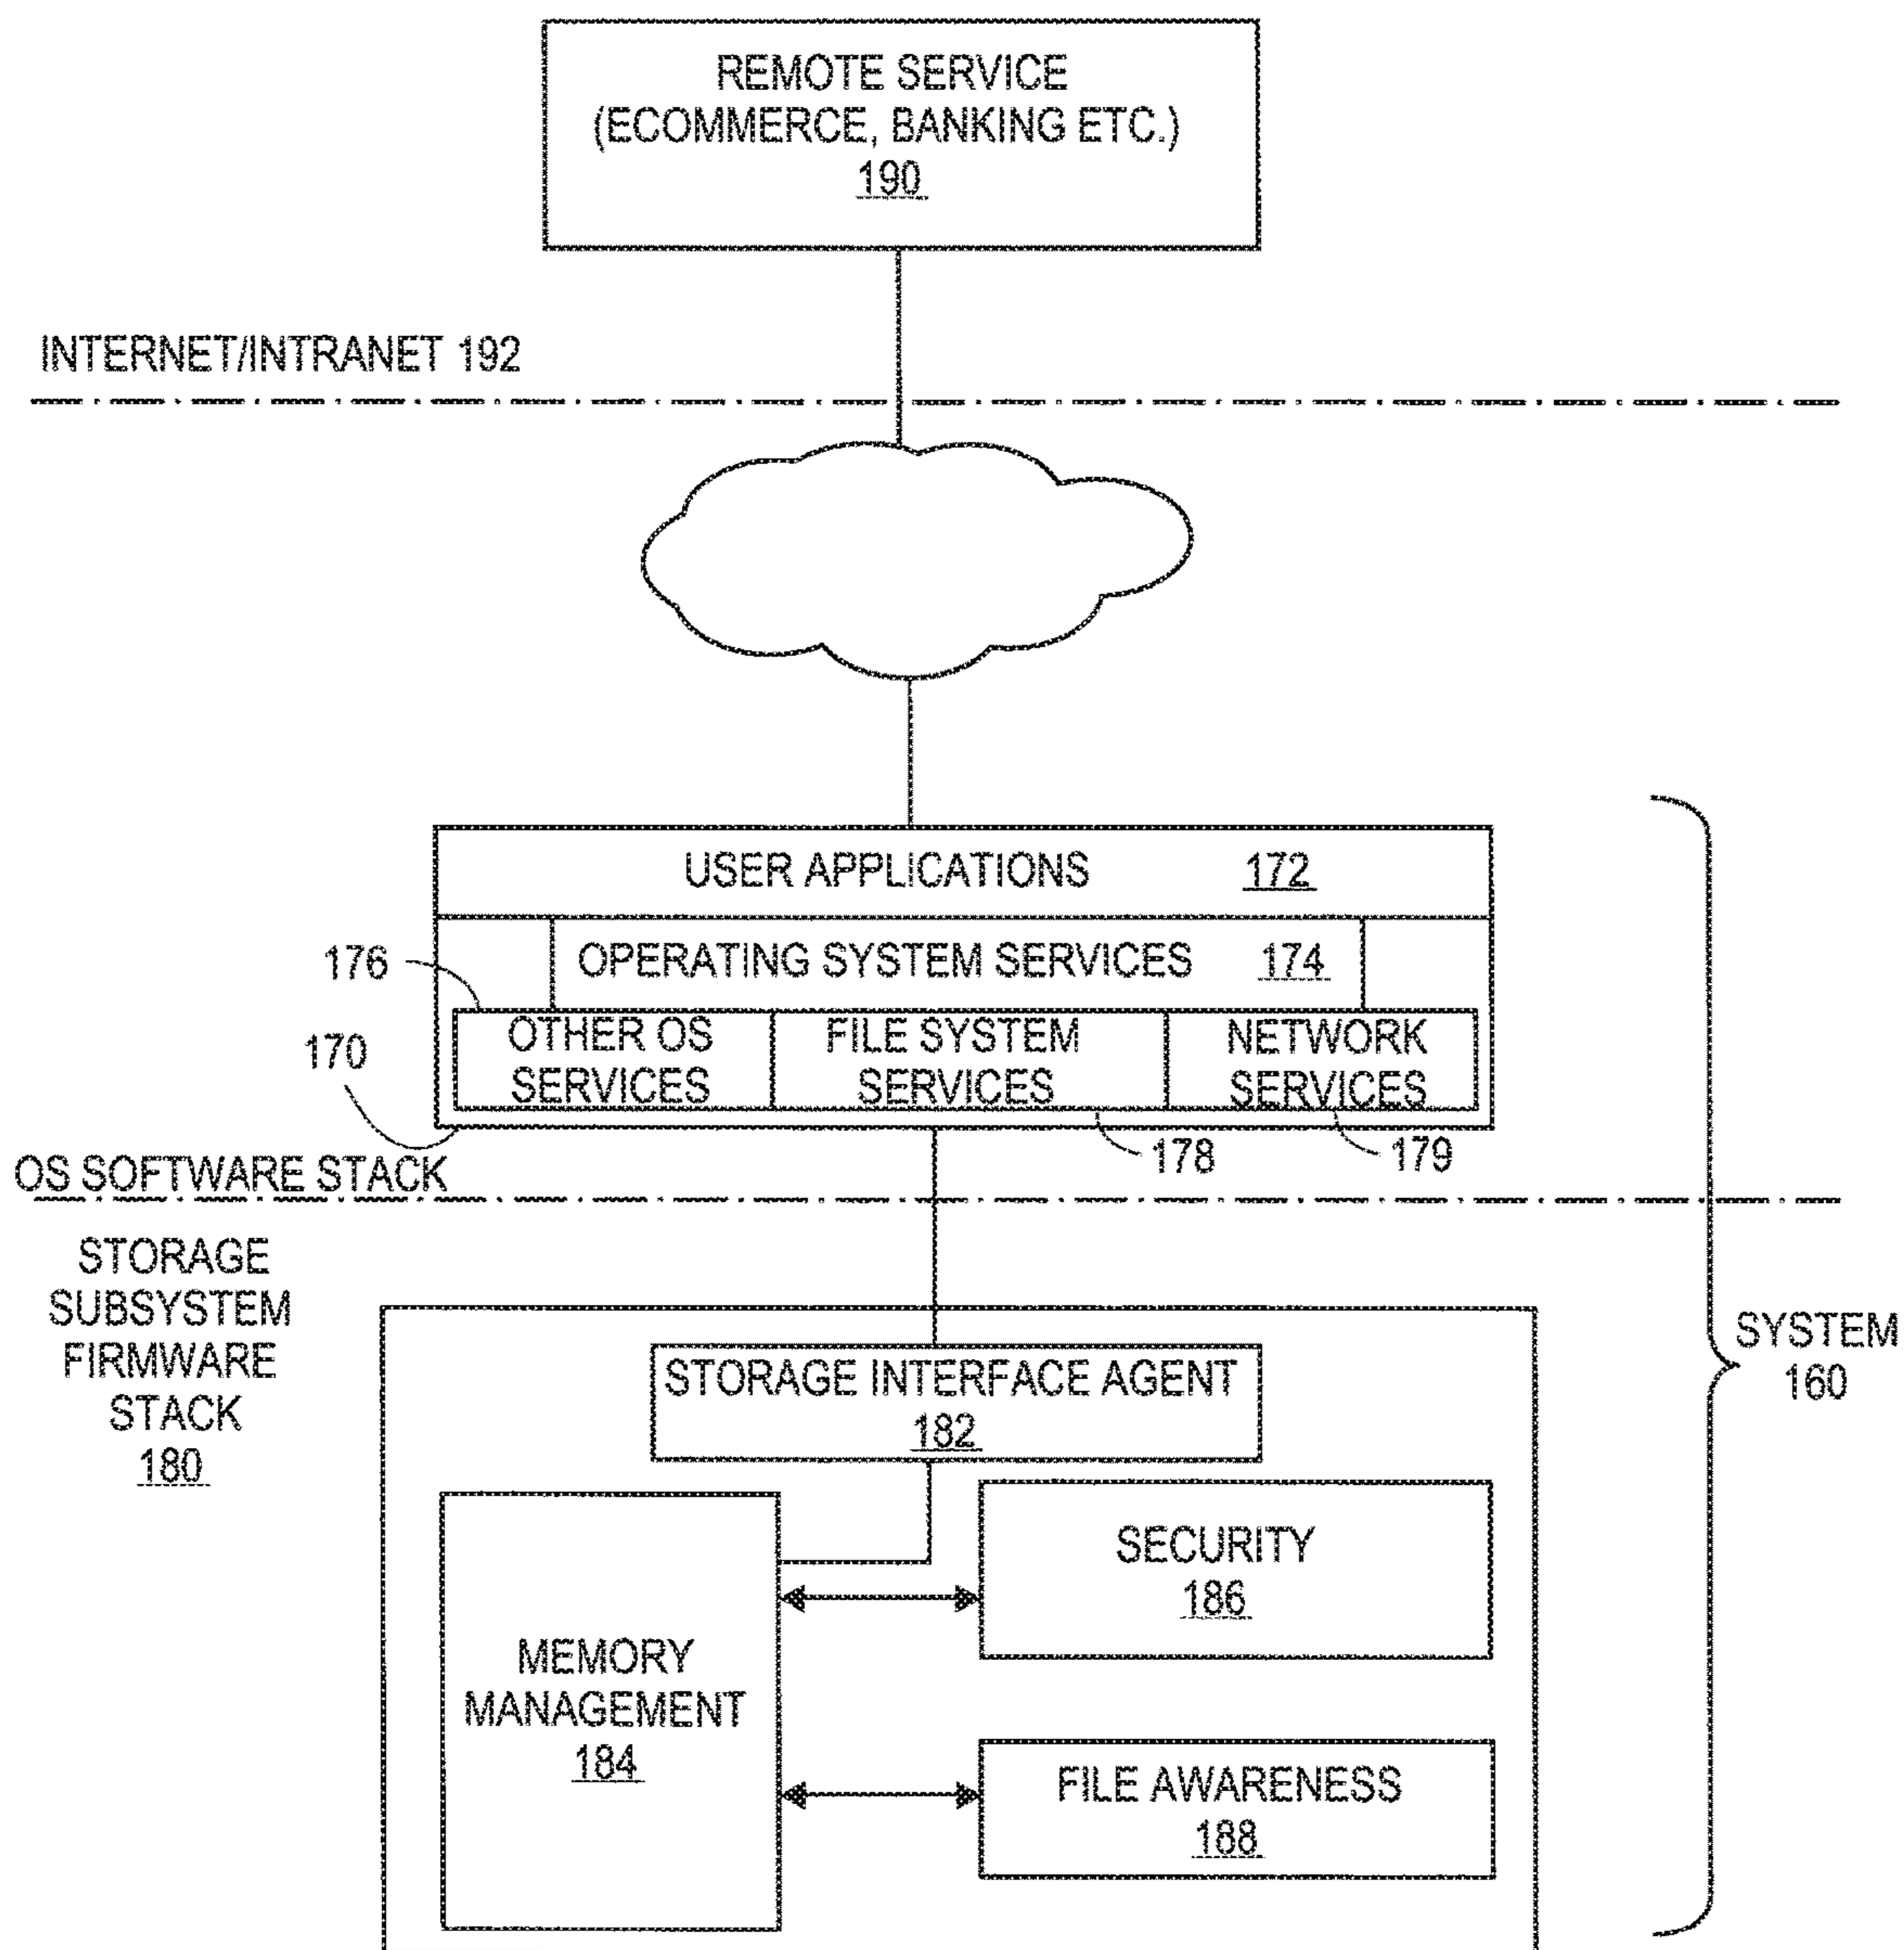 REMOTE SERVICE
(ECOMMERCE, BANKING ETC.)
190
INTERNET/INTRANET 192
USER APPLICATIONS 172
OPERATING SYSTEM SERVICES 174
176
OTHER OS
SERVICES
FILE SYSTEM
SERVICES
NETWORK
SERVICES
170
178
179
OS SOFTWARE STACK
STORAGE
SUBSYSTEM
FIRMWARE
STACK
180
SYSTEM
160
STORAGE INTERFACE AGENT
182
SECURITY
186
MEMORY
MANAGEMENT
184
FILE AWARENESS
188